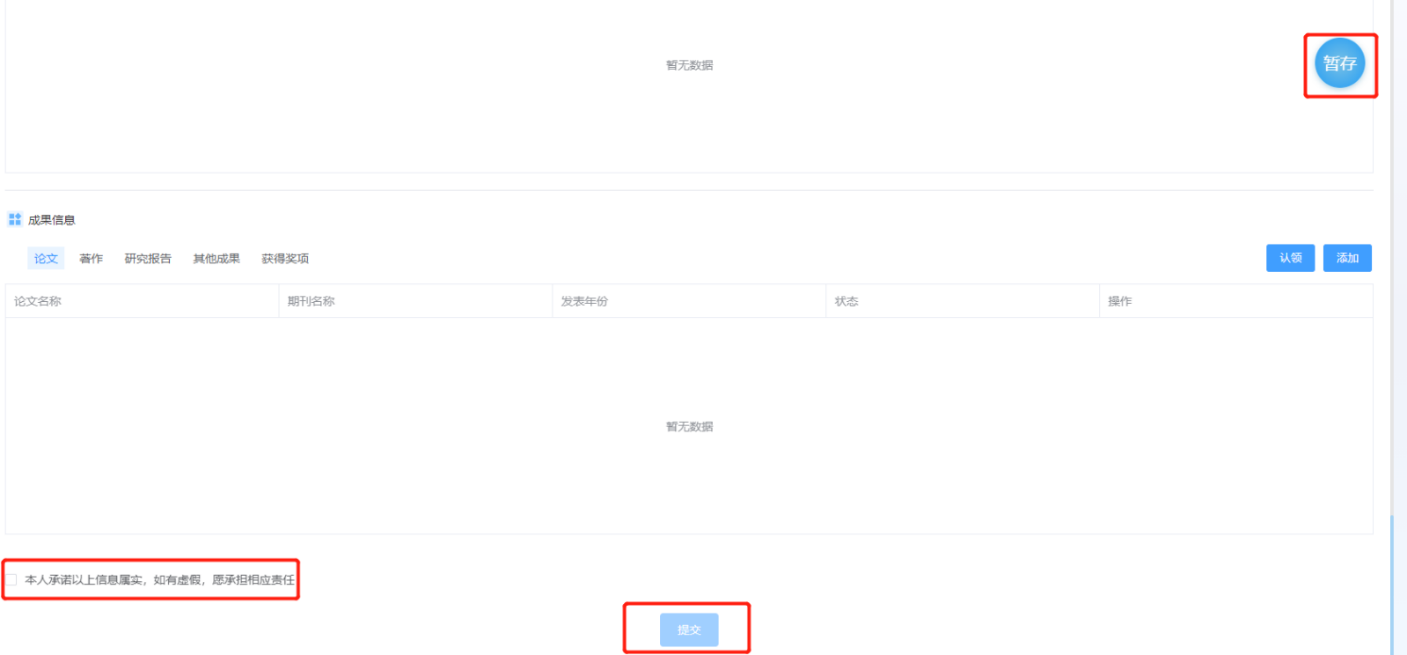 暂无数据
暂存
成果信息
论文 著作 研究报告 其他成果 获得奖项 认领 添加
论文名称 期刊名称 发表年份 状态 操作
暂无数据
本人承诺以上信息属实，如有虚假，愿承担相应责任
提交